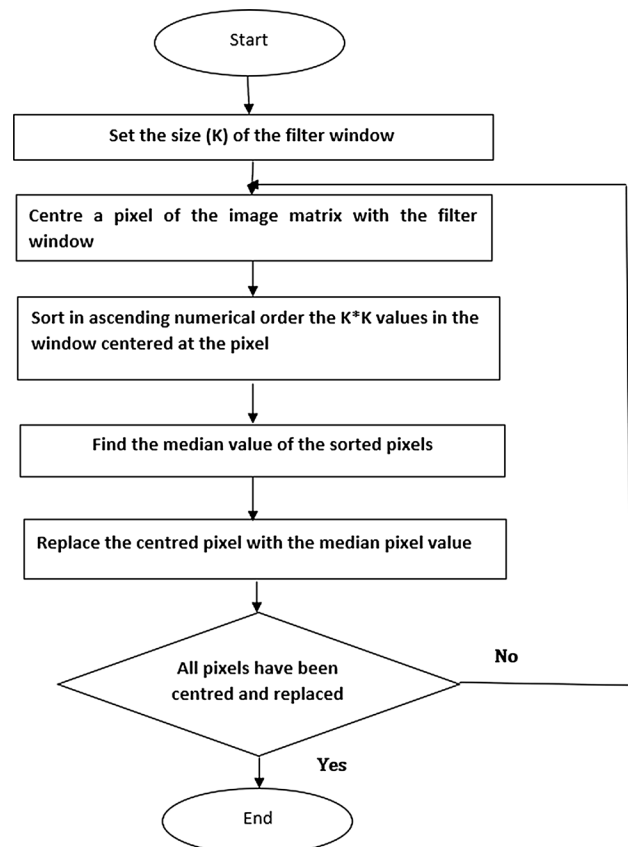 Start
Set the size (K) of the filter window
Centre a pixel of the image matrix with the filter
window
Sort in ascending numerical order the K*K values in the
window centered at the pixel
Find the median value of the sorted pixels
Replace the centred pixel with the median pixel value
All pixels have been
centred and replaced
No
Yes
End